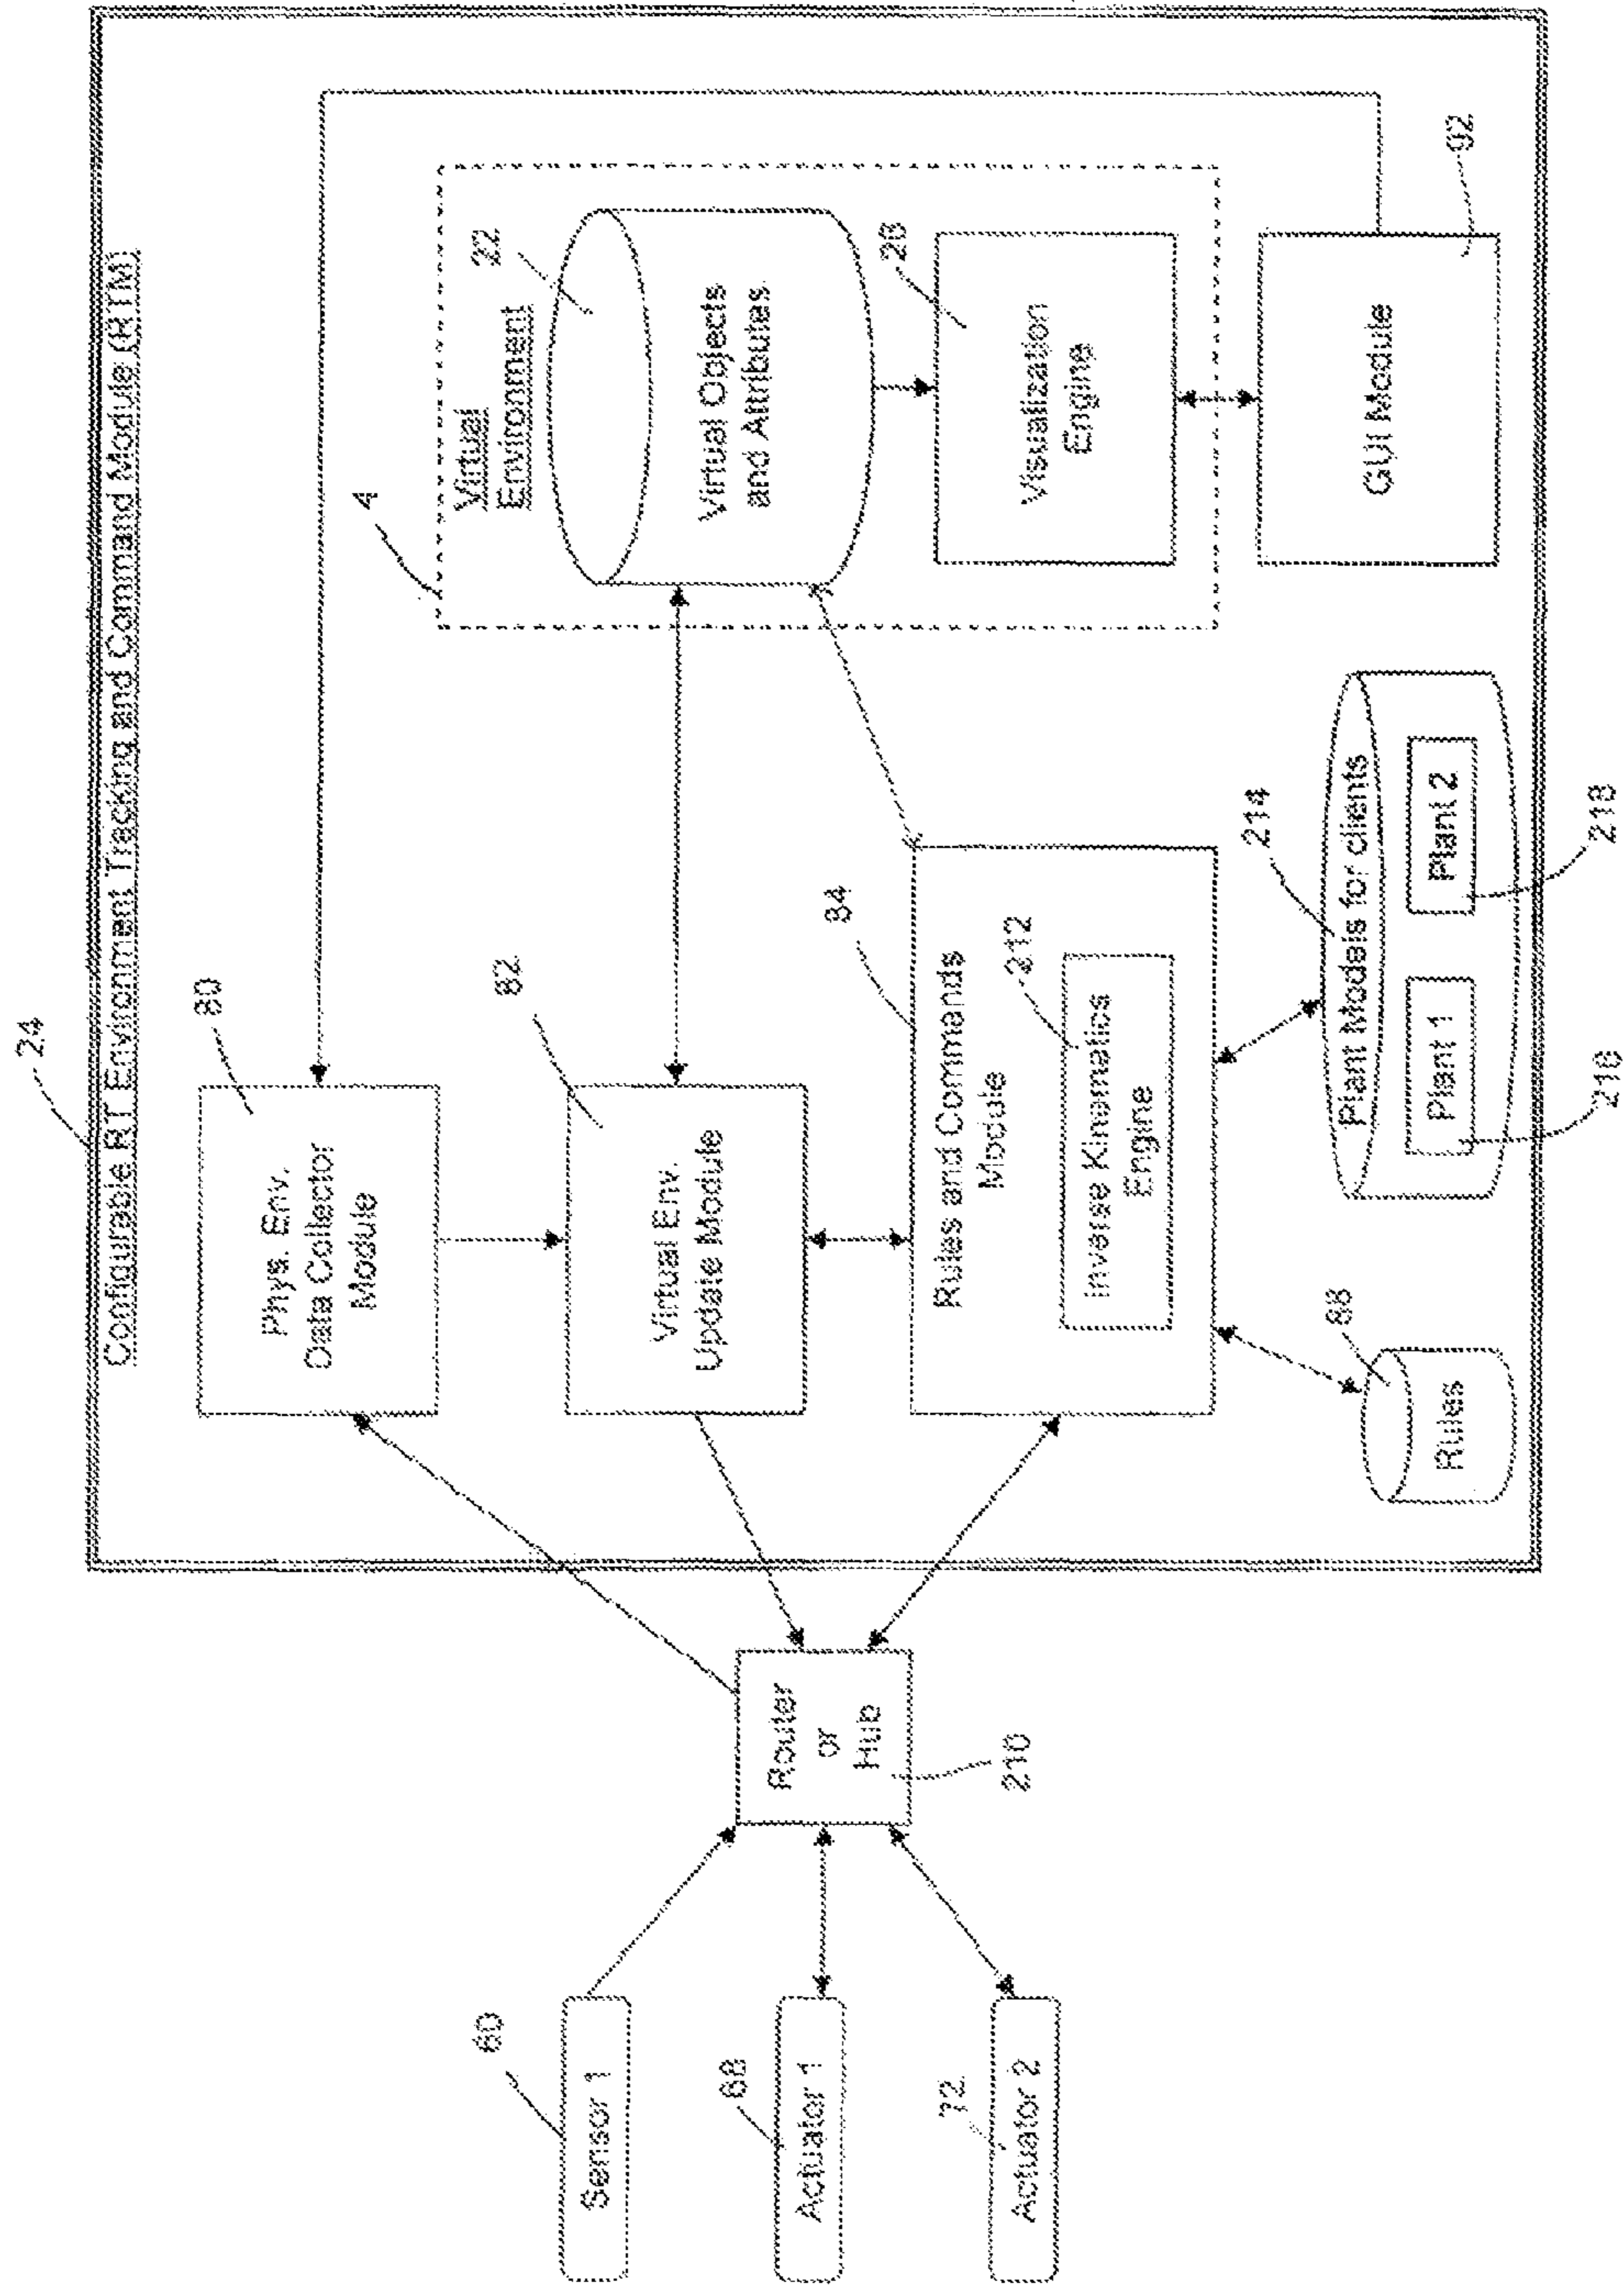 24
Configurable RT Environment Tracking and Command Module (RTM)
80
Phys. Env.
Data Collector
Module
82
Virtual Env.
Update Module
84
Rules and Commands
Module
212
Inverse Kinematics
Engine
4
Virtual
Environment
22
Virtual Objects
and Attributes
Visualization
Engine
GUI Module
92
88
Rules
214
Plant Models for clients
Plant 1
Plant 2
216
218
60
Sensor 1
68
Actuator 1
72
Actuator 2
Router
or
Hub
210